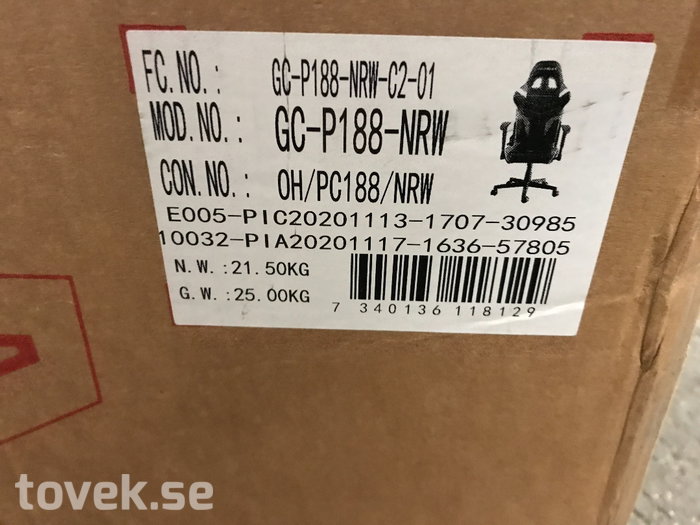 FC. NO. : GC-P188-NRW-C2-01
MOD. NO. : GC-P188-NRW
CON. NO. : OH/PC188/NRW
E005-PIC20201113-1707-30985
10032-PIA20201117-1636-57805
N. W. :21.50KG
G. W. :25.00KG
7 340136 118129
tovek.se